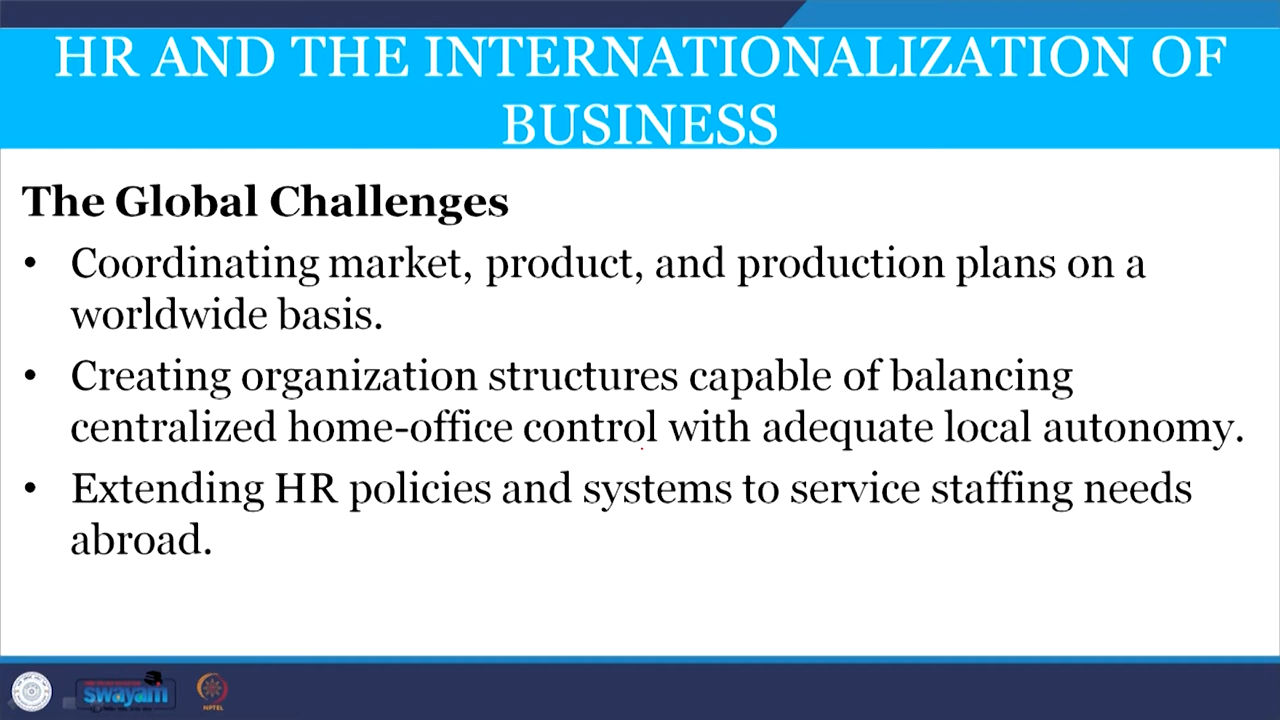 HR AND THE INTERNATIONALIZATION OF
BUSINESS
The Global Challenges
• Coordinating market, product, and production plans on a
worldwide basis.
• Creating organization structures capable of balancing
centralized home-office control with adequate local autonomy.
• Extending HR policies and systems to service staffing needs
abroad.
swayam
NPTEL